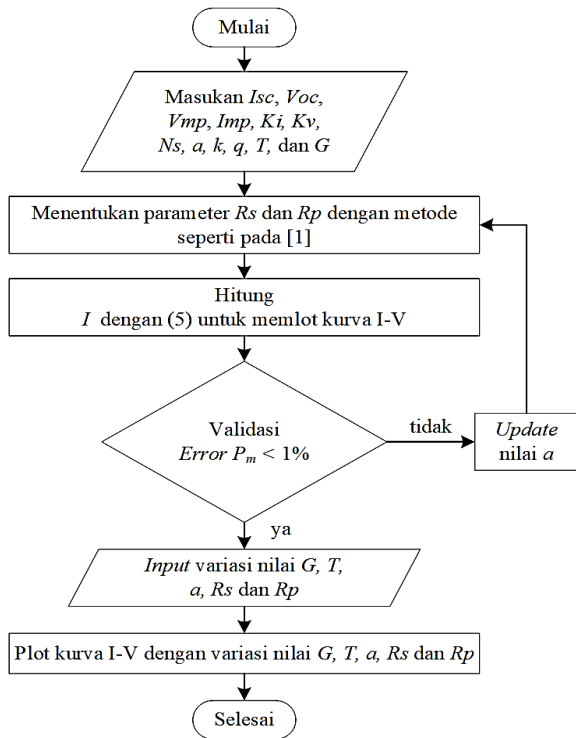 Mulai
Masukan Isc, Voc,
Vmp, Imp, Ki, Kv,
Ns, a, k, q, T, dan G
Menentukan parameter Rs dan Rp dengan metode
seperti pada [1]
Hitung
I dengan (5) untuk memlot kurva I-V
Validasi
Error Pm < 1%
tidak
Update
nilai a
ya
Input variasi nilai G, T,
a, Rs dan Rp
Plot kurva I-V dengan variasi nilai G, T, a, Rs dan Rp
Selesai